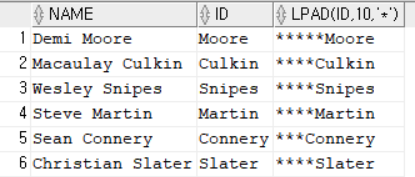 NAME ID LPAD(ID,10,'*')
1 Demi Moore Moore *****Moore
2 Macaulay Culkin Culkin ****Culkin
3 Wesley Snipes Snipes ****Snipes
4 Steve Martin Martin ****Martin
5 Sean Connery Connery ***Connery
6 Christian Slater Slater ****Slater